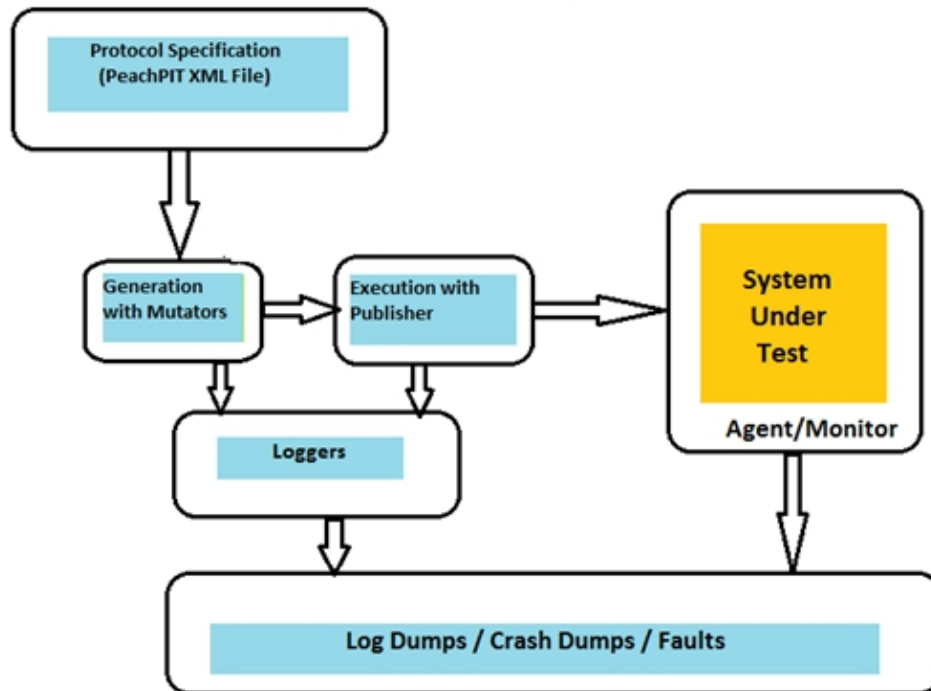 Protocol Specification
(PeachPIT XML File)
Generation
with Mutators
Execution with
Publisher
System
Under
Test
Agent/Monitor
Loggers
Log Dumps / Crash Dumps / Faults